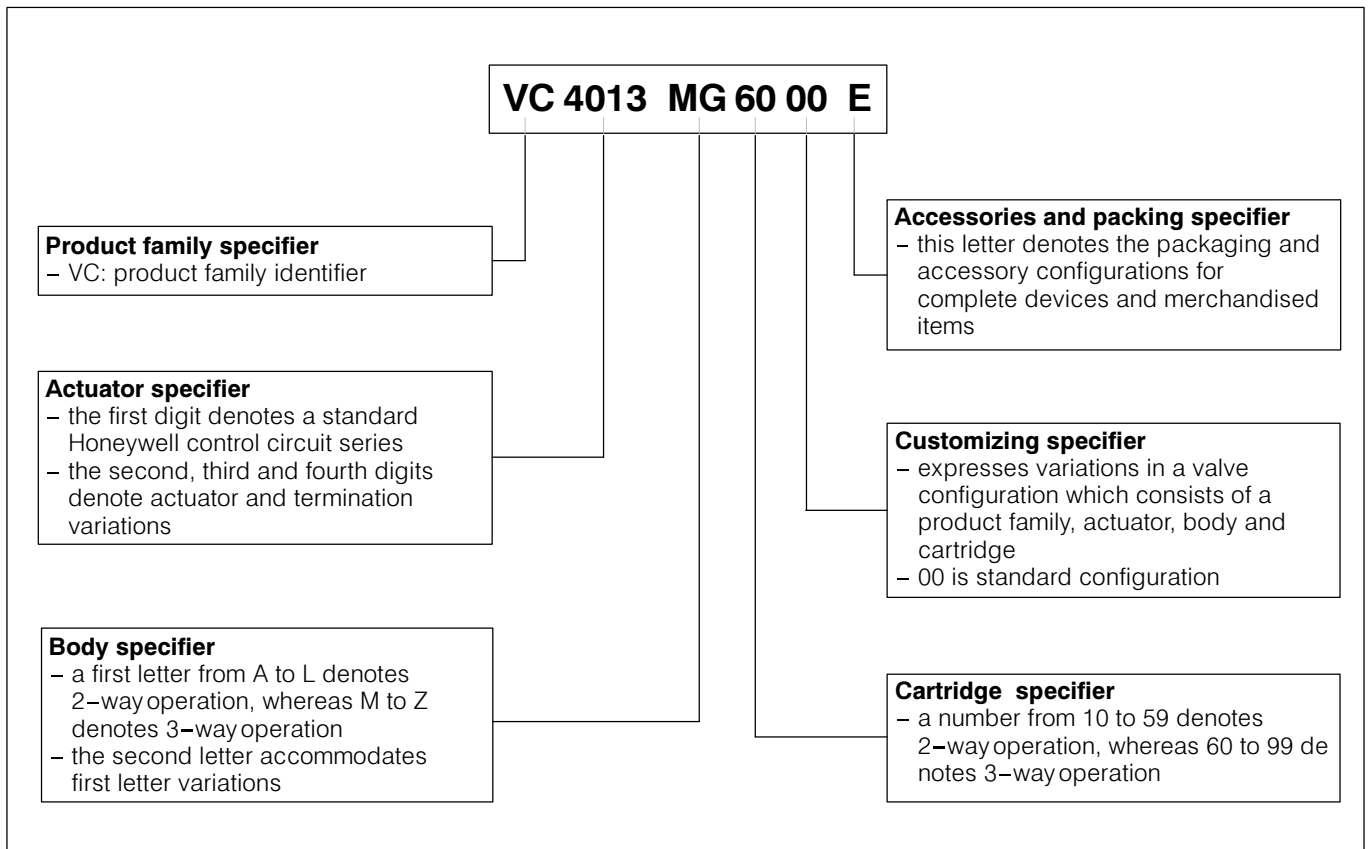 VC 4013 MG 60 00 E
Product family specifier
– VC: product family identifier
Actuator specifier
– the first digit denotes a standard
Honeywell control circuit series
– the second, third and fourth digits
denote actuator and termination
variations
Body specifier
– a first letter from A to L denotes
2–way operation, whereas M to Z
denotes 3–way operation
– the second letter accommodates
first letter variations
Accessories and packing specifier
– this letter denotes the packaging and
accessory configurations for
complete devices and merchandised
items
Customizing specifier
– expresses variations in a valve
configuration which consists of a
product family, actuator, body and
cartridge
– 00 is standard configuration
Cartridge specifier
– a number from 10 to 59 denotes
2–way operation, whereas 60 to 99 de
notes 3–way operation